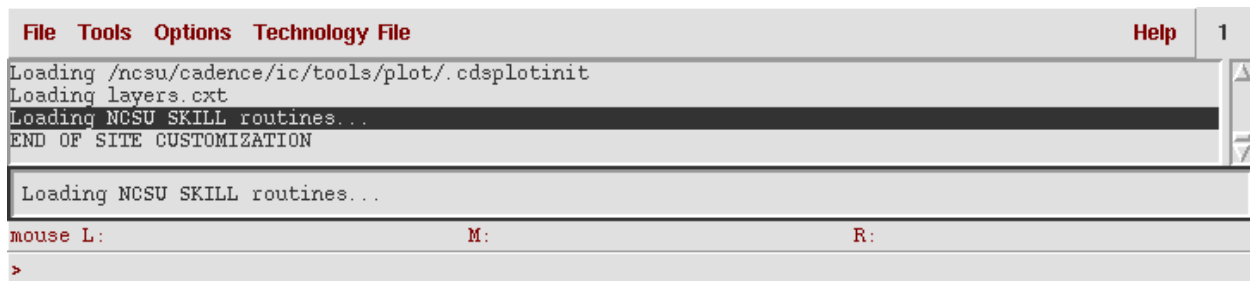 File Tools Options Technology File Help 1
Loading /ncsu/cadence/ic/tools/plot/.cdsplotinit
Loading layers.cxt
Loading NCSU SKILL routines...
END OF SITE CUSTOMIZATION
Loading NCSU SKILL routines...
mouse L: M: R:
>